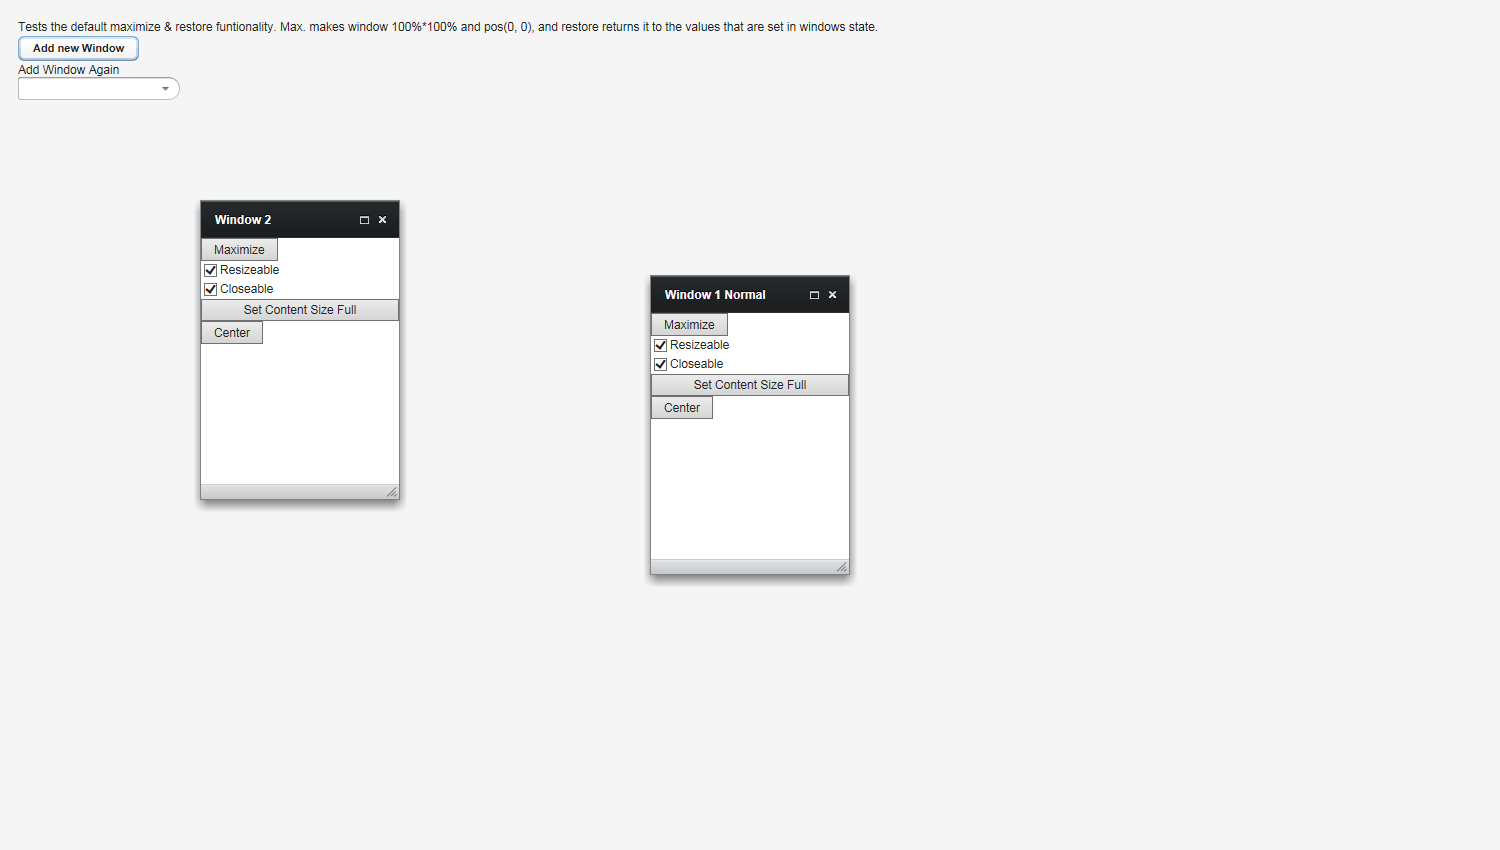 Tests the default maximize & restore funtionality. Max. makes window 100%*100% and pos(0, 0), and restore returns it to the values that are set in windows state.
Add new Window
Add Window Again
Window 2
Maximize
Resizeable
Closeable
Set Content Size Full
Center
Window 1 Normal
Maximize
Resizeable
Closeable
Set Content Size Full
Center